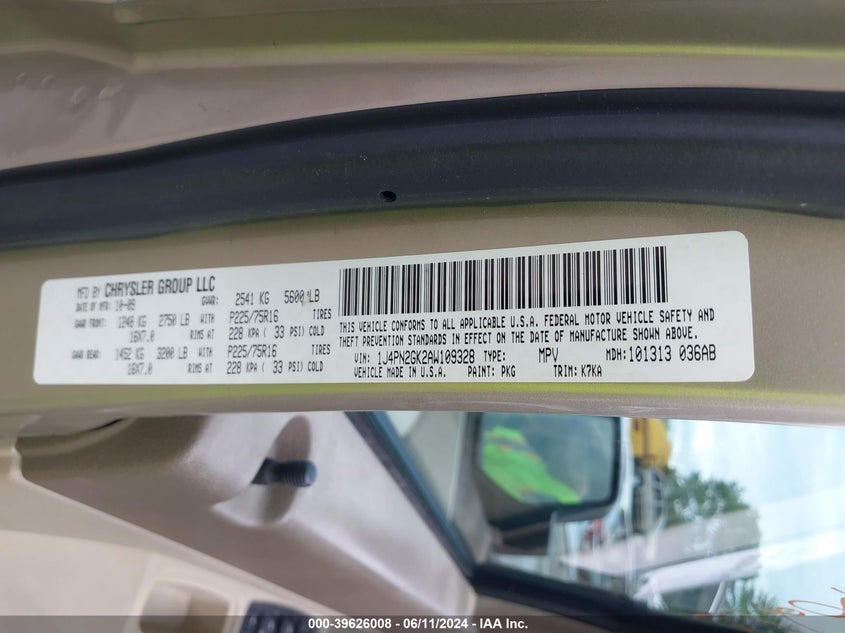 MFD BY CHRYSLER GROUP LLC
DATE OF MFR: 10-09 GVWR: 2541 KG 5600 LB
GAWR FRONT: 1248 KG 2750 LB P225/75R16 TIRES
16X7.0 RIMS AT 228 KPA ( 33 PSI) COLD
GAWR REAR: 1452 KG 3200 LB P225/75R16 TIRES
16X7.0 RIMS AT 228 KPA ( 33 PSI) COLD
THIS VEHICLE CONFORMS TO ALL APPLICABLE U.S.A. FEDERAL MOTOR VEHICLE SAFETY AND
THEFT PREVENTION STANDARDS IN EFFECT ON THE DATE OF MANUFACTURE SHOWN ABOVE.
VIN: 1J4PN2GK2AW109328 TYPE: MPV MDH: 101313 036AB
VEHICLE MADE IN U.S.A. PAINT: PKG TRIM: K7KA
000-39626008 - 06/11/2024 - IAA Inc.